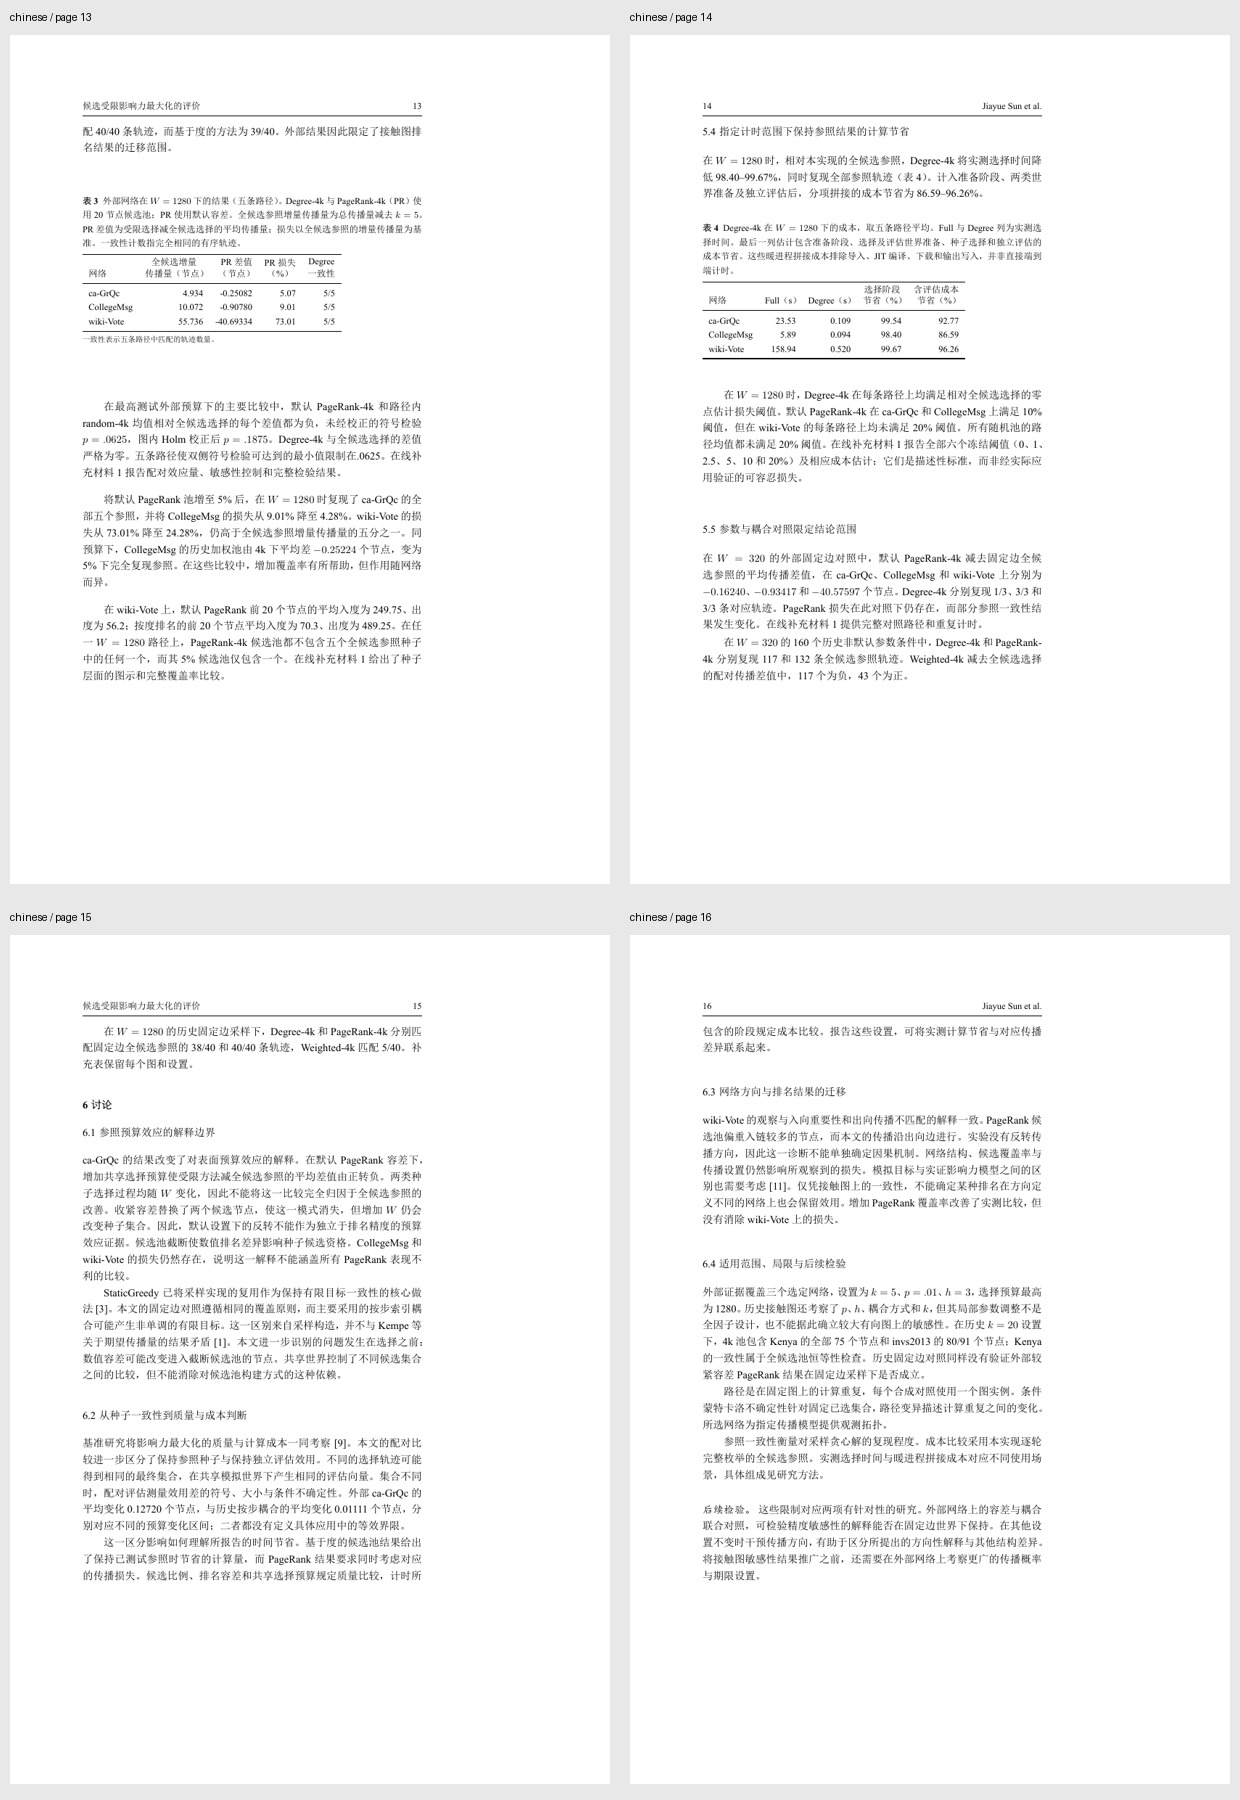 chinese / page 13
候选受限影响力最大化的评价 13
配 40/40 条轨迹，而基于度的方法为 39/40。外部结果因此限定了接触图排
名结果的迁移范围。
表 3 外部网络在 W = 1280 下的结果（五条路径）。Degree-4k 与 PageRank-4k（PR）使
用 20 节点候选池；PR 使用默认容差。全候选参照增量传播量为总传播量减去 k = 5。
PR 差值为受限选择减全候选选择的平均传播量；损失以全候选参照的增量传播量为基
准。一致性计数指完全相同的有序轨迹。
网络 全候选增量传播量（节点） PR 差值（节点） PR 损失（%） Degree 一致性
ca-GrQc 4.934 -0.25082 5.07 5/5
CollegeMsg 10.072 -0.90780 9.01 5/5
wiki-Vote 55.736 -40.69334 73.01 5/5
一致性表示五条路径中匹配的轨迹数量。
在最高测试外部预算下的主要比较中，默认 PageRank-4k 和路径内
random-4k 均值相对全候选选择的每个差值都为负，未经校正的符号检验
p = .0625，图内 Holm 校正后 p = .1875。Degree-4k 与全候选选择的差值
严格为零。五条路径使双侧符号检验可达到的最小值限制在.0625。在线补
充材料 1 报告配对效应量、敏感性控制和完整检验结果。
将默认 PageRank 池增至 5% 后，在 W = 1280 时复现了 ca-GrQc 的全
部五个参照，并将 CollegeMsg 的损失从 9.01% 降至 4.28%。wiki-Vote 的损
失从 73.01% 降至 24.28%，仍高于全候选参照增量传播量的五分之一。同
预算下，CollegeMsg 的历史加权池由 4k 下平均差 −0.25224 个节点，变为
5% 下完全复现参照。在这些比较中，增加覆盖率有所帮助，但作用随网络
而异。
在 wiki-Vote 上，默认 PageRank 前 20 个节点的平均入度为 249.75、出
度为 56.2；按度排名的前 20 个节点平均入度为 70.3、出度为 489.25。在任
一 W = 1280 路径上，PageRank-4k 候选池都不包含五个全候选参照种子
中的任何一个，而其 5% 候选池仅包含一个。在线补充材料 1 给出了种子
层面的图示和完整覆盖率比较。
chinese / page 14
14 Jiayue Sun et al.
5.4 指定计时范围下保持参照结果的计算节省
在 W = 1280 时，相对本实现的全候选参照，Degree-4k 将实测选择时间降
低 98.40–99.67%，同时复现全部参照轨迹（表 4）。计入准备阶段、两类世
界准备及独立评估后，分项拼接的成本节省为 86.59–96.26%。
表 4 Degree-4k 在 W = 1280 下的成本，取五条路径平均。Full 与 Degree 列为实测选
择时间。最后一列估计包含准备阶段、选择及评估世界准备、种子选择和独立评估的
成本节省。这些暖进程拼接成本排除导入、JIT 编译、下载和输出写入，并非直接端到
端计时。
网络 Full（s） Degree（s） 选择阶段节省（%） 含评估成本节省（%）
ca-GrQc 23.53 0.109 99.54 92.77
CollegeMsg 5.89 0.094 98.40 86.59
wiki-Vote 158.94 0.520 99.67 96.26
在 W = 1280 时，Degree-4k 在每条路径上均满足相对全候选选择的零
点估计损失阈值。默认 PageRank-4k 在 ca-GrQc 和 CollegeMsg 上满足 10%
阈值，但在 wiki-Vote 的每条路径上均未满足 20% 阈值。所有随机池的路
径均值都未满足 20% 阈值。在线补充材料 1 报告全部六个冻结阈值（0、1、
2.5、5、10 和 20%）及相应成本估计；它们是描述性标准，而非经实际应
用验证的可容忍损失。
5.5 参数与耦合对照限定结论范围
在 W = 320 的外部固定边对照中，默认 PageRank-4k 减去固定边全候
选参照的平均传播差值，在 ca-GrQc、CollegeMsg 和 wiki-Vote 上分别为
−0.16240、−0.93417 和 −40.57597 个节点。Degree-4k 分别复现 1/3、3/3 和
3/3 条对应轨迹。PageRank 损失在此对照下仍存在，而部分参照一致性结
果发生变化。在线补充材料 1 提供完整对照路径和重复计时。
在 W = 320 的 160 个历史非默认参数条件中，Degree-4k 和 PageRank-
4k 分别复现 117 和 132 条全候选参照轨迹。Weighted-4k 减去全候选选择
的配对传播差值中，117 个为负，43 个为正。
chinese / page 15
候选受限影响力最大化的评价 15
在 W = 1280 的历史固定边采样下，Degree-4k 和 PageRank-4k 分别匹
配固定边全候选参照的 38/40 和 40/40 条轨迹，Weighted-4k 匹配 5/40。补
充表保留每个图和设置。
6 讨论
6.1 参照预算效应的解释边界
ca-GrQc 的结果改变了对表面预算效应的解释。在默认 PageRank 容差下，
增加共享选择预算使受限方法减全候选参照的平均差值由正转负。两类种
子选择过程均随 W 变化，因此不能将这一比较完全归因于全候选参照的
改善。收紧容差替换了两个候选节点，使这一模式消失，但增加 W 仍会
改变种子集合。因此，默认设置下的反转不能作为独立于排名精度的预算
效应证据。候选池截断使数值排名差异影响种子候选资格。CollegeMsg 和
wiki-Vote 的损失仍然存在，说明这一解释不能涵盖所有 PageRank 表现不
利的比较。
StaticGreedy 已将采样实现的复用作为保持有限目标一致性的核心做
法 [3]。本文的固定边对照遵循相同的覆盖原则，而主要采用的按步索引耦
合可能产生非单调的有限目标。这一区别来自采样构造，并不与 Kempe 等
关于期望传播量的结果矛盾 [1]。本文进一步识别的问题发生在选择之前：
数值容差可能改变进入截断候选池的节点。共享世界控制了不同候选集合
之间的比较，但不能消除对候选池构建方式的这种依赖。
6.2 从种子一致性到质量与成本判断
基准研究将影响力最大化的质量与计算成本一同考察 [9]。本文的配对比
较进一步区分了保持参照种子与保持独立评估效用。不同的选择轨迹可能
得到相同的最终集合，在共享模拟世界下产生相同的评估向量。集合不同
时，配对评估测量效用差的符号、大小与条件不确定性。外部 ca-GrQc 的
平均变化 0.12720 个节点，与历史按步耦合的平均变化 0.01111 个节点，分
别对应不同的预算变化区间；二者都没有定义具体应用中的等效界限。
这一区分影响如何理解所报告的时间节省。基于度的候选池结果给出
了保持已测试参照时节省的计算量，而 PageRank 结果要求同时考虑对应
的传播损失。候选比例、排名容差和共享选择预算规定质量比较，计时所
chinese / page 16
16 Jiayue Sun et al.
包含的阶段规定成本比较。报告这些设置，可将实测计算节省与对应传播
差异联系起来。
6.3 网络方向与排名结果的迁移
wiki-Vote 的观察与入向重要性和出向传播不匹配的解释一致。PageRank 候
选池偏重入链较多的节点，而本文的传播沿出向边进行。实验没有反转传
播方向，因此这一诊断不能单独确定因果机制。网络结构、候选覆盖率与
传播设置仍然影响所观察到的损失。模拟目标与实证影响力模型之间的区
别也需要考虑 [11]。仅凭接触图上的一致性，不能确定某种排名在方向定
义不同的网络上也会保留效用。增加 PageRank 覆盖率改善了实测比较，但
没有消除 wiki-Vote 上的损失。
6.4 适用范围、局限与后续检验
外部证据覆盖三个选定网络，设置为 k = 5、p = .01、h = 3，选择预算最高
为 1280。历史接触图还考察了 p、h、耦合方式和 k，但其局部参数调整不是
全因子设计，也不能据此确立较大有向图上的敏感性。在历史 k = 20 设置
下，4k 池包含 Kenya 的全部 75 个节点和 invs2013 的 80/91 个节点；Kenya
的一致性属于全候选池恒等性检查。历史固定边对照同样没有验证外部较
紧容差 PageRank 结果在固定边采样下是否成立。
路径是在固定图上的计算重复，每个合成对照使用一个图实例。条件
蒙特卡洛不确定性针对固定已选集合，路径变异描述计算重复之间的变化。
所选网络为指定传播模型提供观测拓扑。
参照一致性衡量对采样贪心解的复现程度。成本比较采用本实现逐轮
完整枚举的全候选参照。实测选择时间与暖进程拼接成本对应不同使用场
景，具体组成见研究方法。
后续检验。 这些限制对应两项有针对性的研究。外部网络上的容差与耦合
联合对照，可检验精度敏感性的解释能否在固定边世界下保持。在其他设
置不变时干预传播方向，有助于区分所提出的方向性解释与其他结构差异。
将接触图敏感性结果推广之前，还需要在外部网络上考察更广的传播概率
与期限设置。